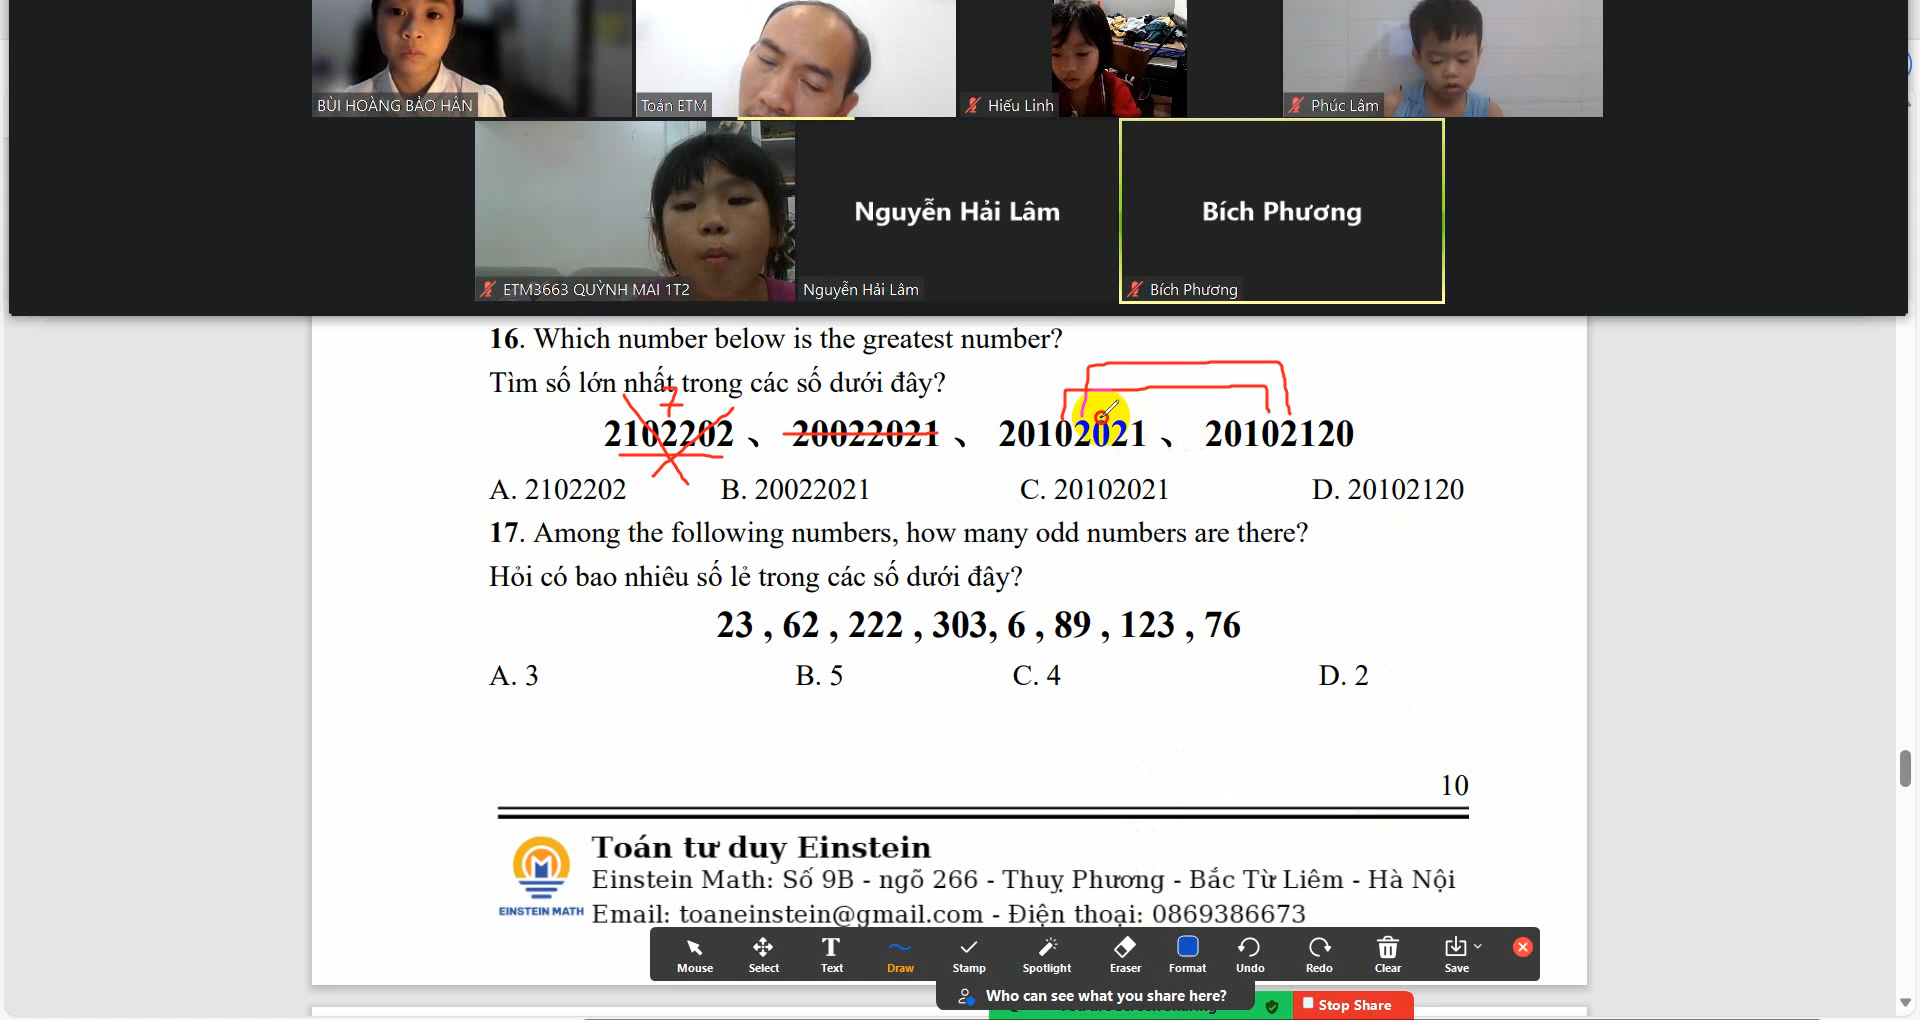 BÙI HOÀNG BẢO HÂN
Toán ETM
Hiếu Linh
Phúc Lâm
Nguyễn Hải Lâm
Bích Phương
ETM3663 QUỲNH MAI 1T2
Nguyễn Hải Lâm
Bích Phương
16. Which number below is the greatest number?
Tìm số lớn nhất trong các số dưới đây?
7
2102202 、 20022021 、 20102021 、 20102120
A. 2102202 B. 20022021 C. 20102021 D. 20102120
17. Among the following numbers, how many odd numbers are there?
Hỏi có bao nhiêu số lẻ trong các số dưới đây?
23 , 62 , 222 , 303, 6 , 89 , 123 , 76
A. 3 B. 5 C. 4 D. 2
10
Toán tư duy Einstein
Einstein Math: Số 9B - ngõ 266 - Thuỵ Phương - Bắc Từ Liêm - Hà Nội
EINSTEIN MATH
Email: toaneinstein@gmail.com - Điện thoại: 0869386673
Mouse Select Text Draw Stamp Spotlight Eraser Format Undo Redo Clear Save
Who can see what you share here?
Stop Share